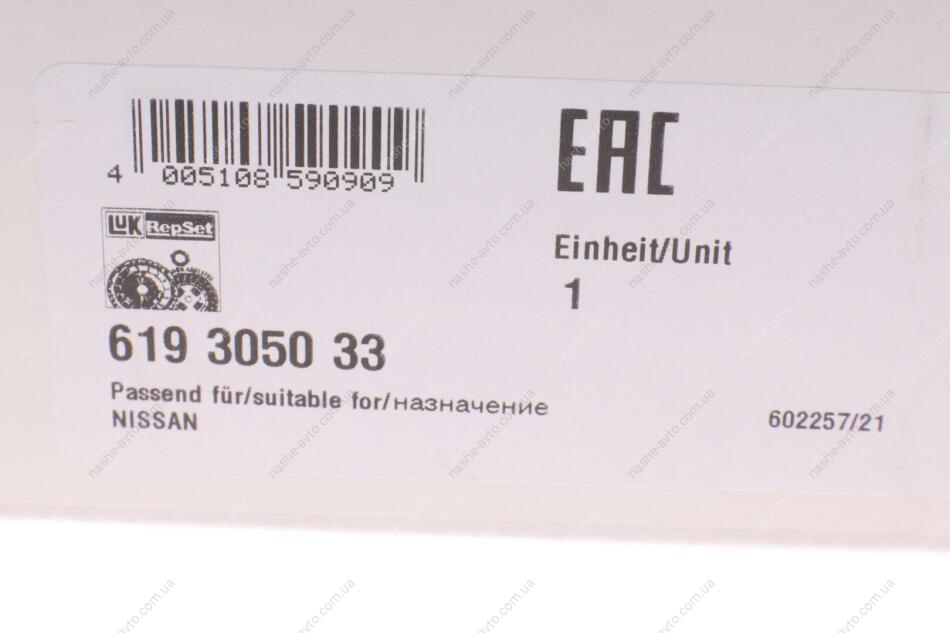 4 005108 590909
EAC
LUK RepSet
Einheit/Unit
1
619 3050 33
Passend für/suitable for/назначение
NISSAN
602257/21
nashe-avto.com.ua